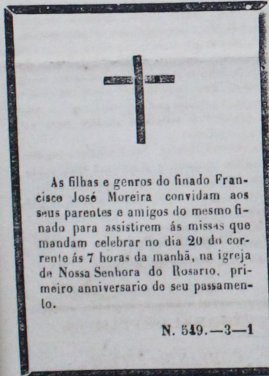 As filhas e genros do finado Fran-
cisco José Moreira convidam aos
seus parentes e amigos do mesmo fi-
nado para assistirem ás missas que
mandam celebrar no dia 20 do cor-
rente ás 7 horas da manhã, na igreja
de Nossa Senhora do Rosario, pri-
meiro anniversario de seu passamen-
to.
N. 549.—3—1